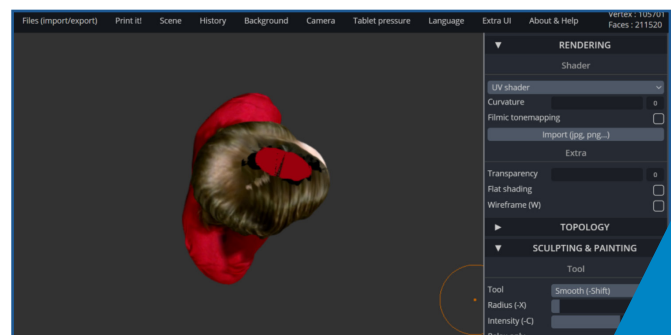 Files (import/export) Print it! Scene History Background Camera Tablet pressure Language Extra UI About & Help Vertex : 105701
Faces : 211520
▼ RENDERING
Shader
UV shader
Curvature 0
Filmic tonemapping
Import (jpg, png...)
Extra
Transparency 0
Flat shading
Wireframe (W)
► TOPOLOGY
▼ SCULPTING & PAINTING
Tool
Tool Smooth (-Shift)
Radius (-X)
Intensity (-C)